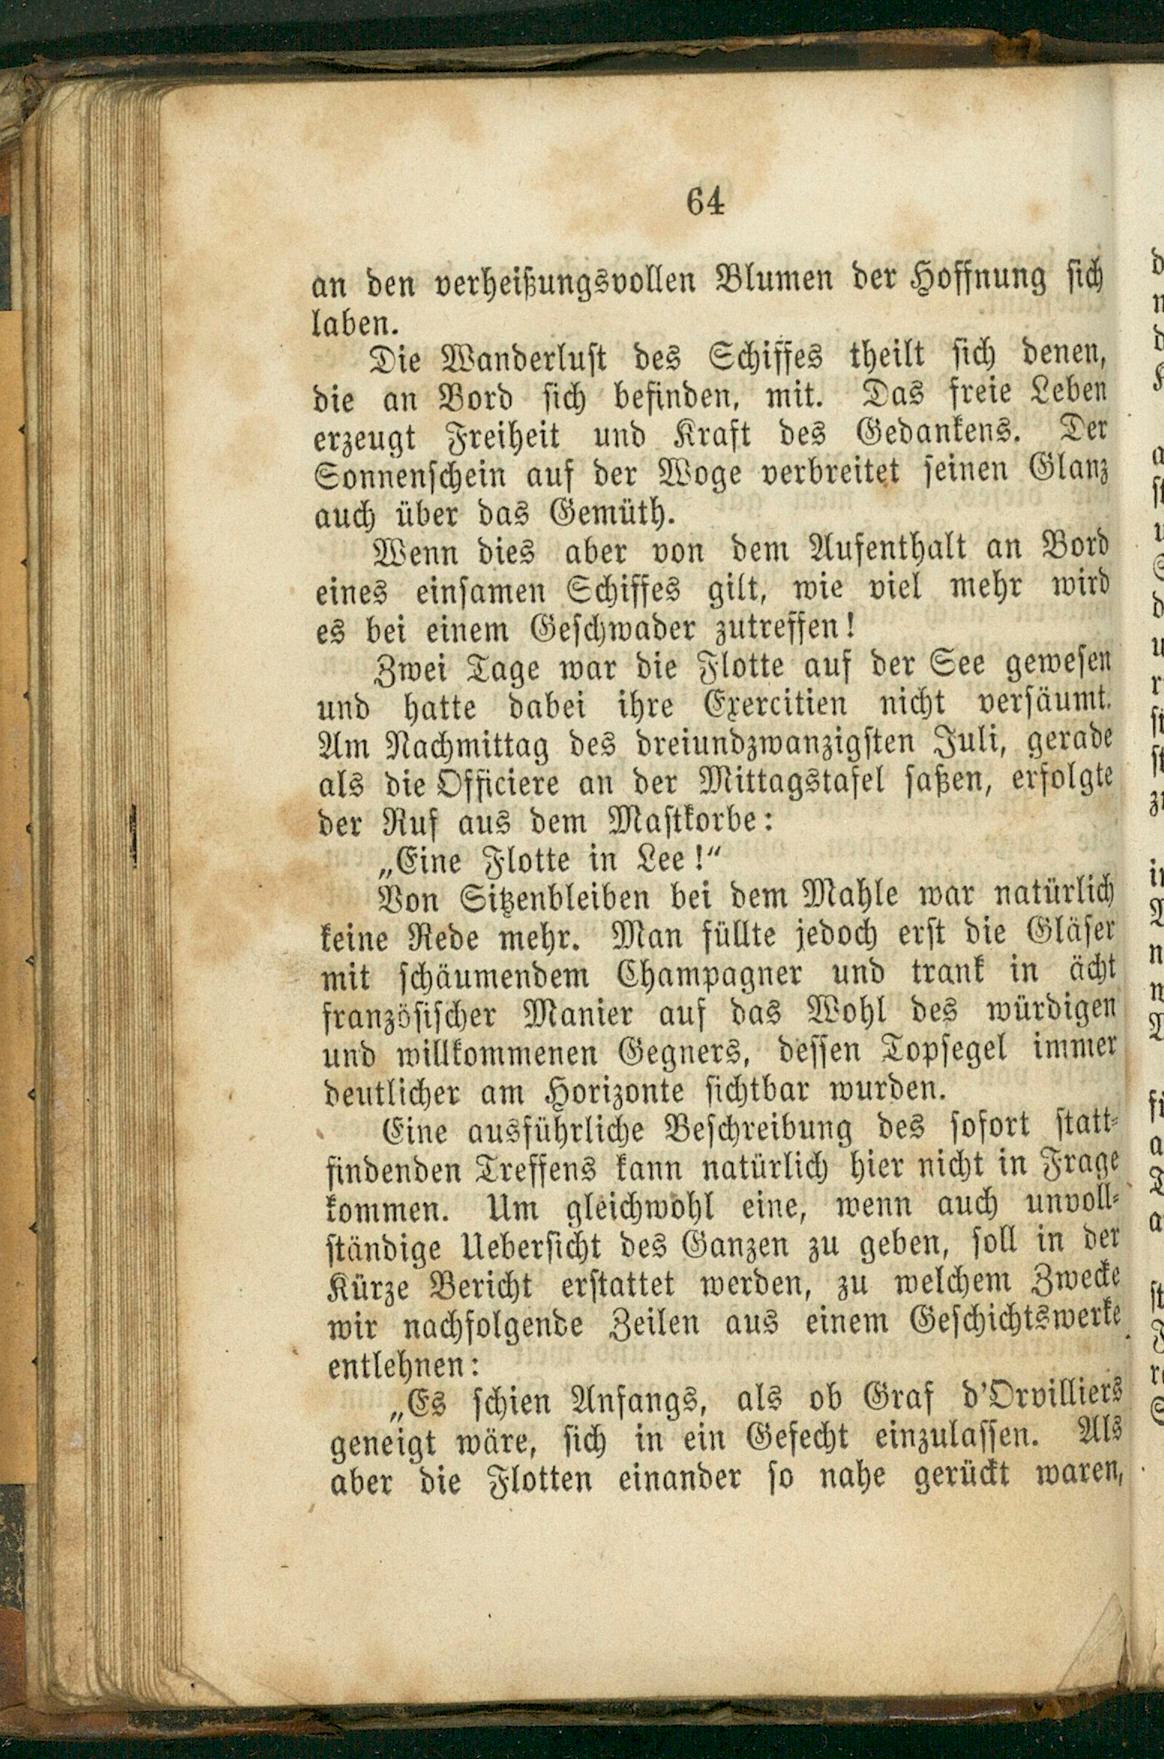 64
an den verheißungsvollen Blumen der Hoffnung sich
laben.
Die Wanderlust des Schiffes theilt sich denen,
die an Bord sich befinden, mit. Das freie Leben
erzeugt Freiheit und Kraft des Gedankens. Der
Sonnenschein auf der Woge verbreitet seinen Glanz
auch über das Gemüth.
Wenn dies aber von dem Aufenthalt an Bord
eines einsamen Schiffes gilt, wie viel mehr wird
es bei einem Geschwader zutreffen!
Zwei Tage war die Flotte auf der See gewesen
und hatte dabei ihre Exercitien nicht versäumt.
Am Nachmittag des dreiundzwanzigsten Juli, gerade
als die Officiere an der Mittagstafel saßen, erfolgte
der Ruf aus dem Mastkorbe:
„Eine Flotte in Lee!“
Von Sitzenbleiben bei dem Mahle war natürlich
keine Rede mehr. Man füllte jedoch erst die Gläser
mit schäumendem Champagner und trank in ächt
französischer Manier auf das Wohl des würdigen
und willkommenen Gegners, dessen Topsegel immer
deutlicher am Horizonte sichtbar wurden.
Eine ausführliche Beschreibung des sofort statt-
findenden Treffens kann natürlich hier nicht in Frage
kommen. Um gleichwohl eine, wenn auch unvoll-
ständige Uebersicht des Ganzen zu geben, soll in der
Kürze Bericht erstattet werden, zu welchem Zwecke
wir nachfolgende Zeilen aus einem Geschichtswerke
entlehnen:
„Es schien Anfangs, als ob Graf d'Orvilliers
geneigt wäre, sich in ein Gefecht einzulassen. Als
aber die Flotten einander so nahe gerückt waren,